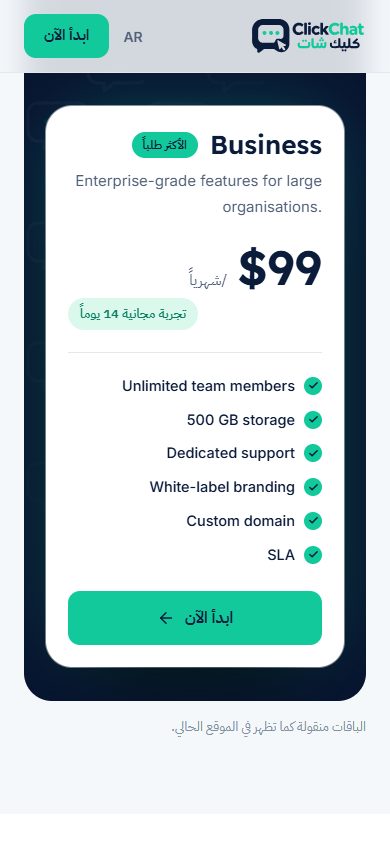 ClickChat
كليك شات
AR
ابدأ الآن
Business
الأكثر طلباً
Enterprise-grade features for large
organisations.
$99
/شهرياً
تجربة مجانية 14 يوماً
Unlimited team members
500 GB storage
Dedicated support
White-label branding
Custom domain
SLA
ابدأ الآن ←
الباقات منقولة كما تظهر في الموقع الحالي.